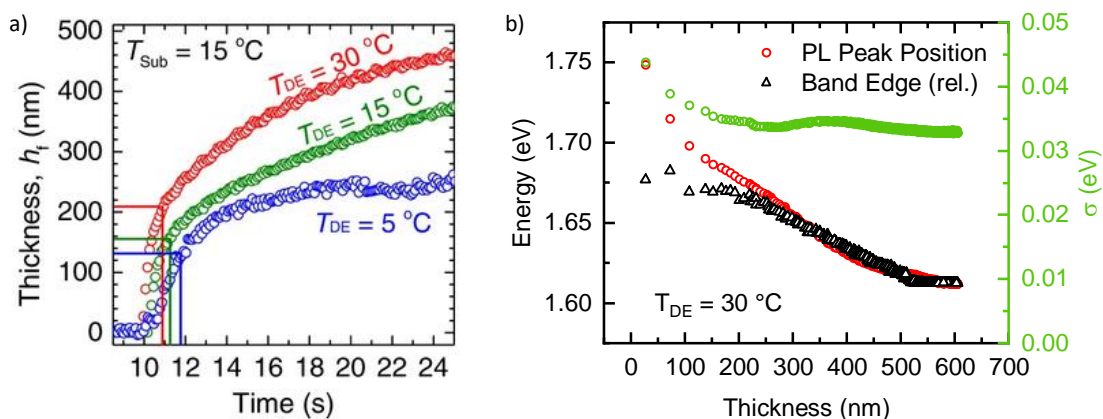 a)
T_Sub = 15 °C
T_DE = 30 °C
T_DE = 15 °C
T_DE = 5 °C
500
400
300
200
100
0
Thickness, h_f (nm)
10 12 14 16 18 20 22 24
Time (s)
b)
PL Peak Position
Band Edge (rel.)
T_DE = 30 °C
1.75
1.70
1.65
1.60
Energy (eV)
0.05
0.04
0.03
0.02
0.01
0.00
σ (eV)
0 100 200 300 400 500 600 700
Thickness (nm)